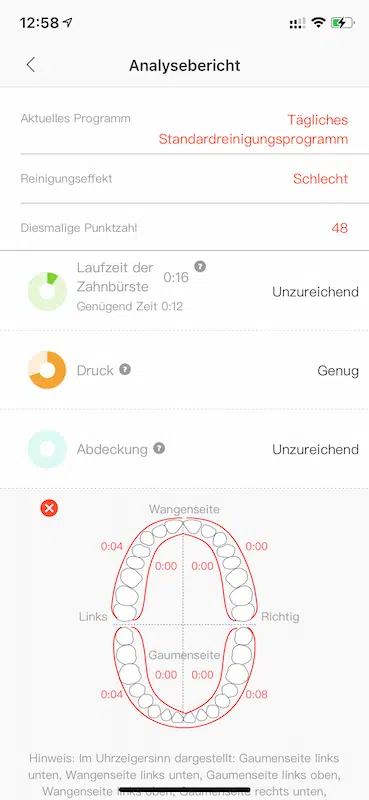 12:58
Analysebericht
Aktuelles Programm
Tägliches
Standardreinigungsprogramm
Reinigungseffekt
Schlecht
Diesmalige Punktzahl
48
Laufzeit der
Zahnbürste
0:16
?
Genügend Zeit 0:12
Unzureichend
Druck ?
Genug
Abdeckung ?
Unzureichend
Wangenseite
0:04
0:00
0:00
0:00
Links
Richtig
Gaumenseite
0:00
0:00
0:04
0:08
Hinweis: Im Uhrzeigersinn dargestellt: Gaumenseite links
unten, Wangenseite links unten, Gaumenseite links oben,
Wangenseite links oben, Gaumenseite rechts unten,